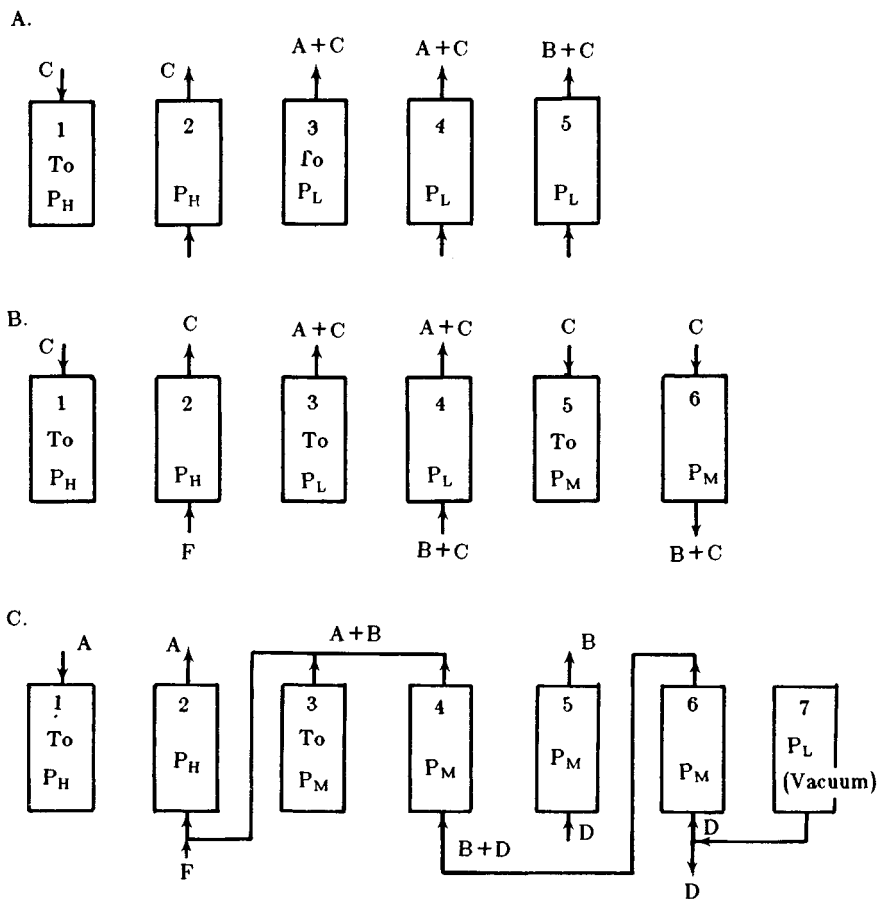 A.
C C A+C A+C B+C
1 2 3 4 5
To To
P_H P_H P_L P_L P_L
B.
C C A+C A+C C C
1 2 3 4 5 6
To To To
P_H P_H P_L P_L P_M P_M
F B+C B+C
C.
A A A+B B
1 2 3 4 5 6 7
To To P_L
P_H P_H P_M P_M P_M P_M (Vacuum)
F B+D D D
D